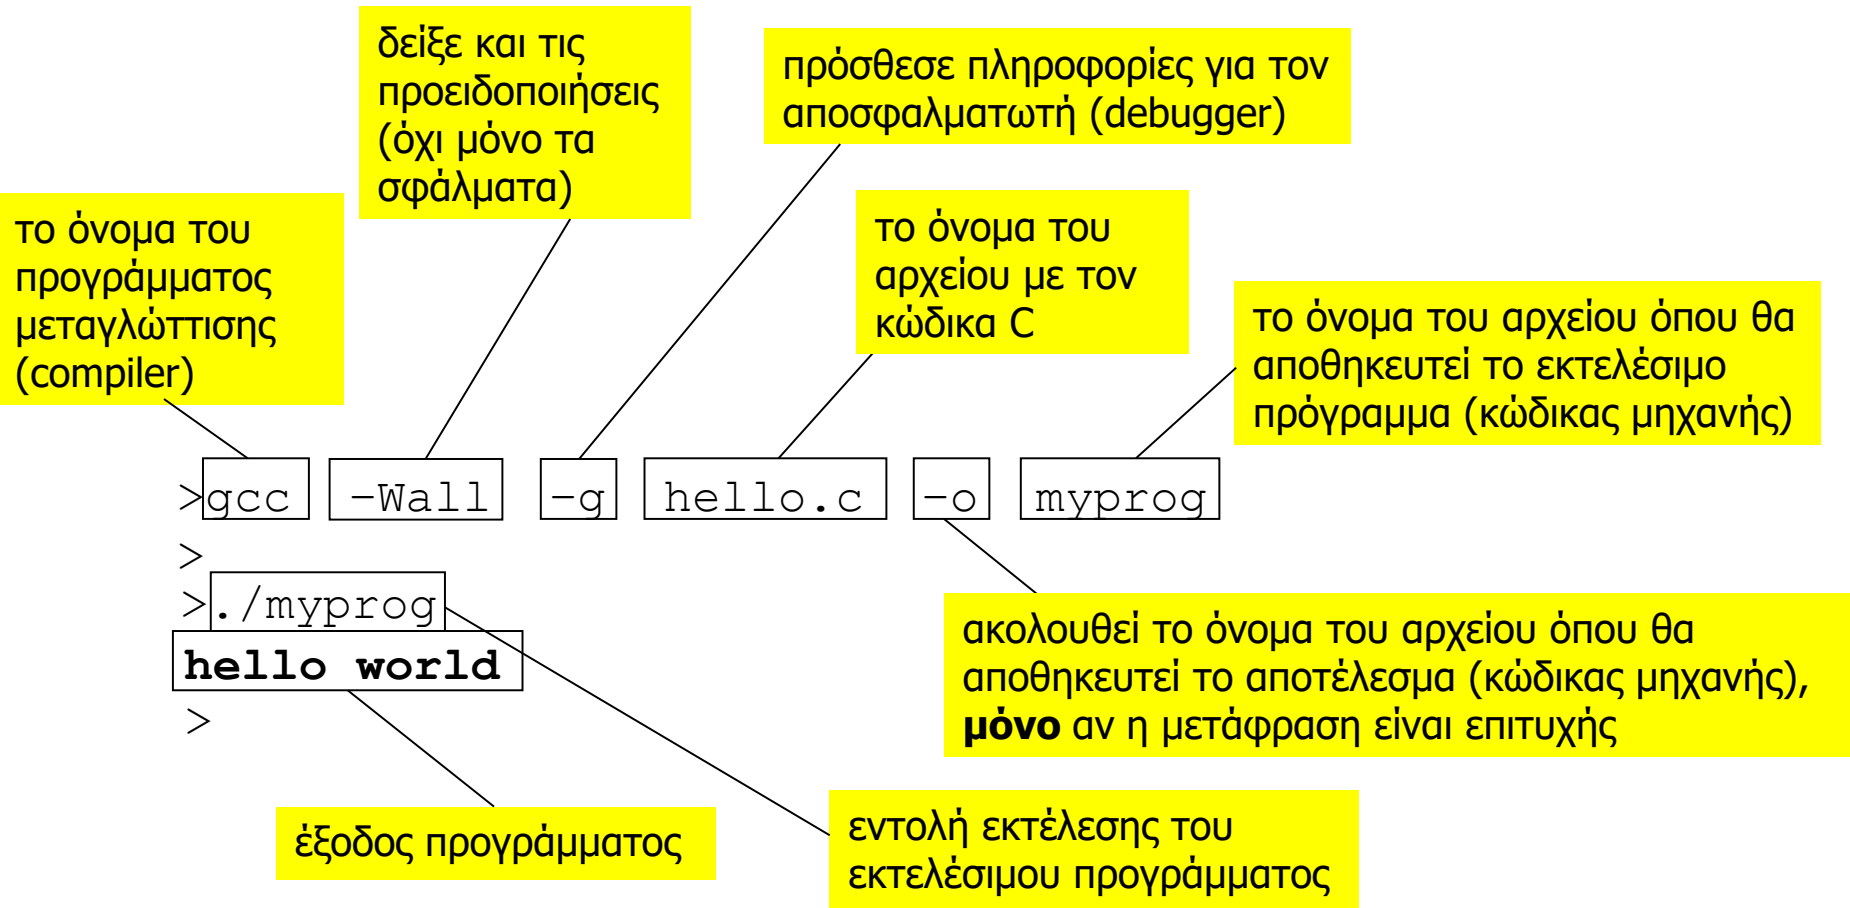 δείξε και τις
προειδοποιήσεις
(όχι μόνο τα
σφάλματα)
πρόσθεσε πληροφορίες για τον
αποσφαλματωτή (debugger)
το όνομα του
προγράμματος
μεταγλώττισης
(compiler)
το όνομα του
αρχείου με τον
κώδικα C
το όνομα του αρχείου όπου θα
αποθηκευτεί το εκτελέσιμο
πρόγραμμα (κώδικας μηχανής)
>gcc -Wall -g hello.c -o myprog
>
>./myprog
hello world
>
ακολουθεί το όνομα του αρχείου όπου θα
αποθηκευτεί το αποτέλεσμα (κώδικας μηχανής),
μόνο αν η μετάφραση είναι επιτυχής
έξοδος προγράμματος
εντολή εκτέλεσης του
εκτελέσιμου προγράμματος